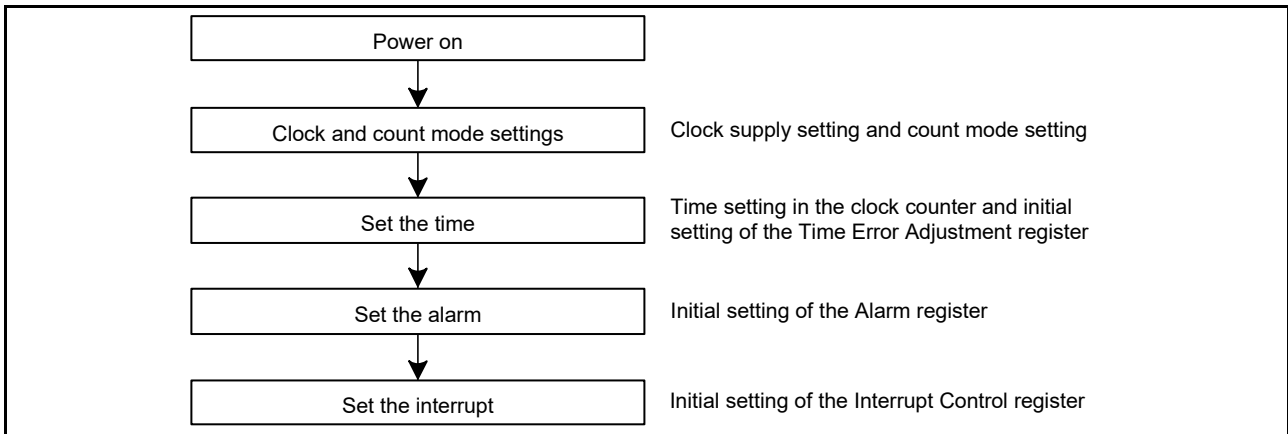 Power on
Clock and count mode settings
Clock supply setting and count mode setting
Set the time
Time setting in the clock counter and initial
setting of the Time Error Adjustment register
Set the alarm
Initial setting of the Alarm register
Set the interrupt
Initial setting of the Interrupt Control register